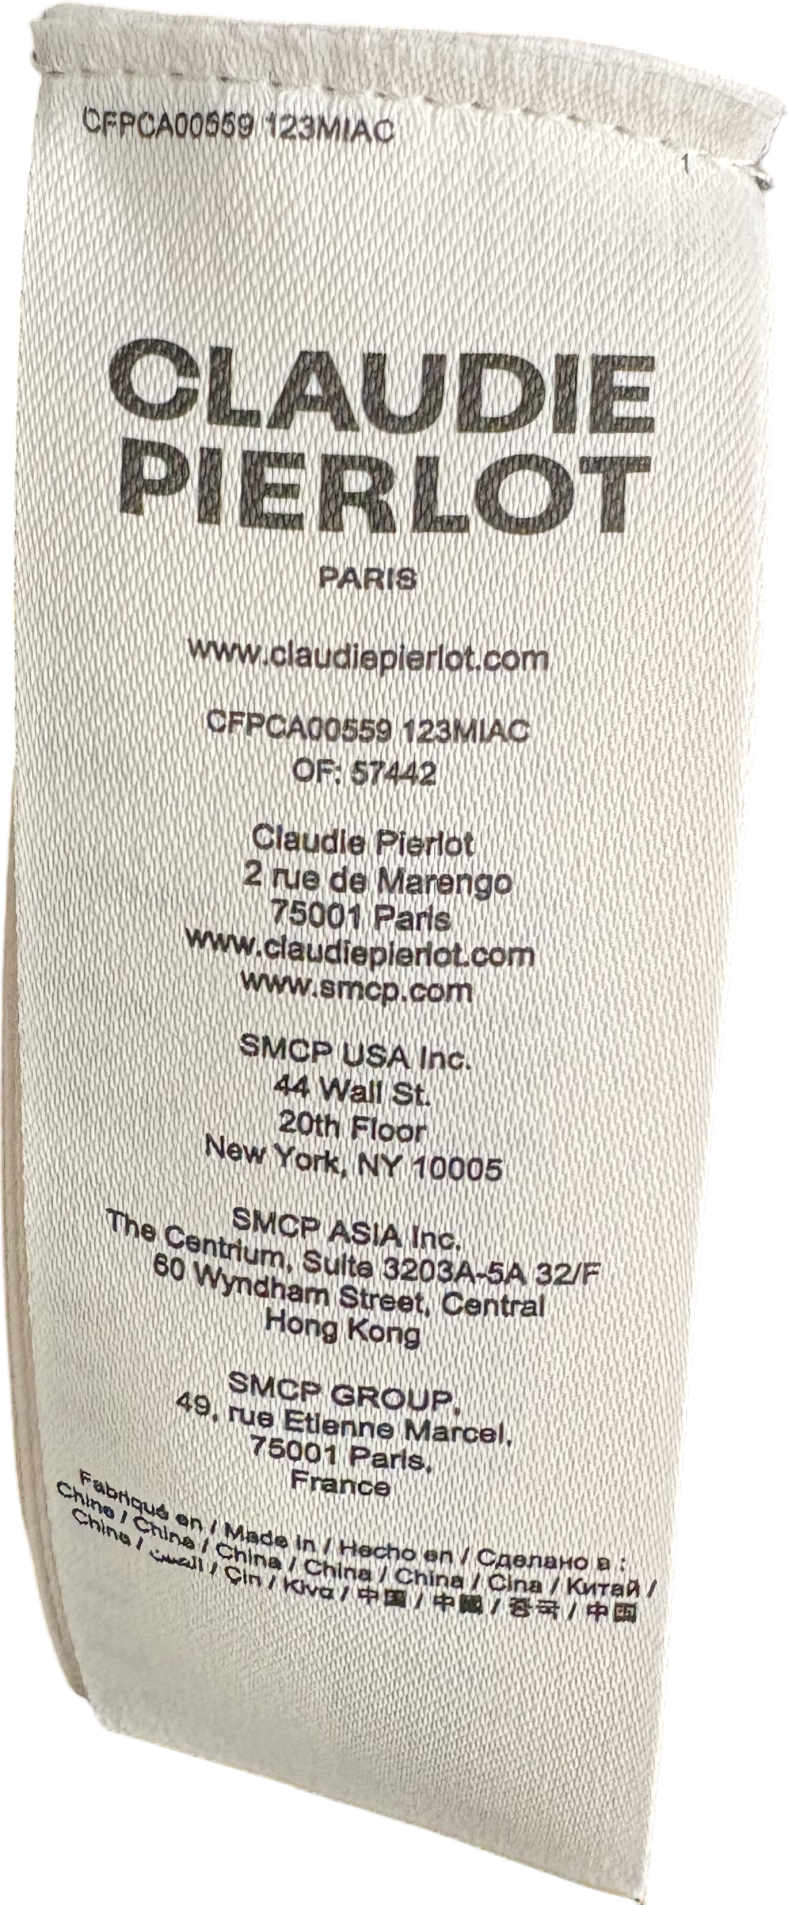 CFPCA00559 123MIAC
1
CLAUDIE
PIERLOT
PARIS
www.claudiepierlot.com
CFPCA00559 123MIAC
OF: 57442
Claudie Pierlot
2 rue de Marengo
75001 Paris
www.claudiepierlot.com
www.smcp.com
SMCP USA Inc.
44 Wall St.
20th Floor
New York, NY 10005
SMCP ASIA Inc.
The Centrium, Suite 3203A-5A 32/F
60 Wyndham Street, Central
Hong Kong
SMCP GROUP,
49, rue Etienne Marcel,
75001 Paris,
France
Fabriqué en / Made in / Hecho en / Сделано в :
Chine / China / China / China / China / Cina / Китай /
China / الصين / Çin / Κίνα / 中国 / 中國 / 중국 / 中国